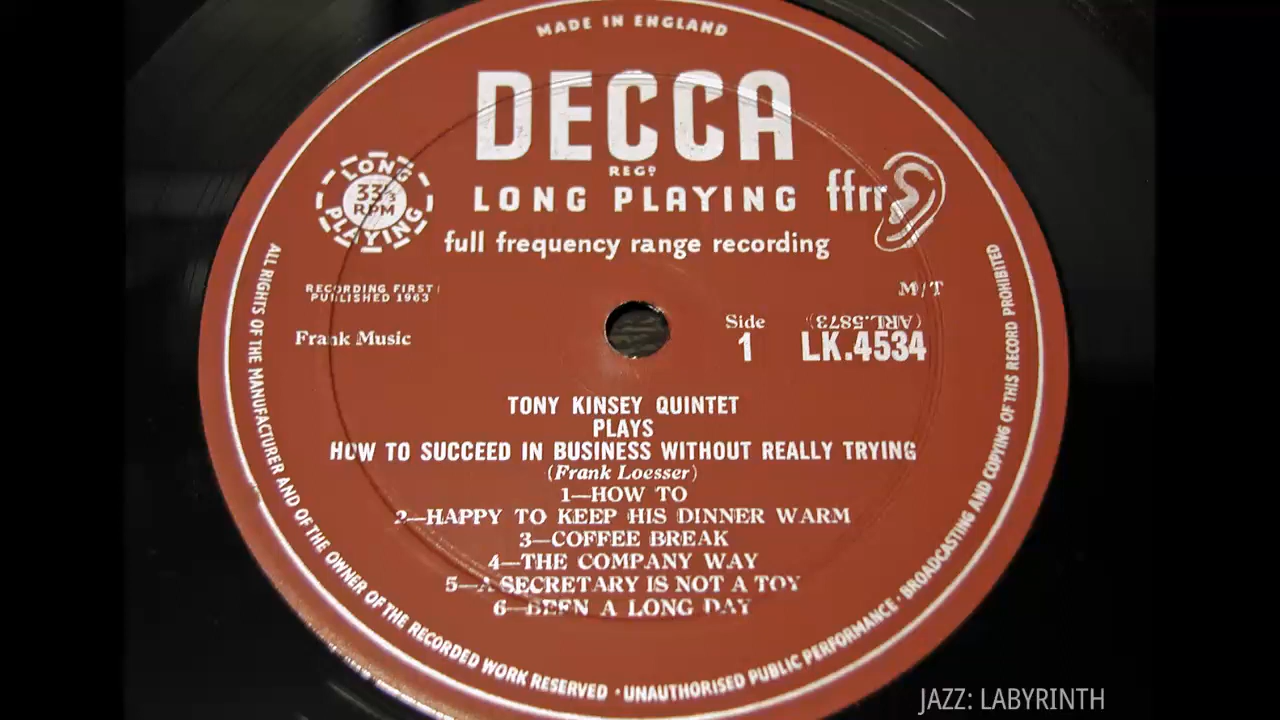 MADE IN ENGLAND
DECCA
REGD
LONG PLAYING
ffrr
LONG
33⅓
RPM
PLAYING
full frequency range recording
RECORDING FIRST
PUBLISHED 1963
M/T
Frank Music
Side
1
(ARL.5873)
LK.4534
TONY KINSEY QUINTET
PLAYS
HOW TO SUCCEED IN BUSINESS WITHOUT REALLY TRYING
(Frank Loesser)
1—HOW TO
2—HAPPY TO KEEP HIS DINNER WARM
3—COFFEE BREAK
4—THE COMPANY WAY
5—A SECRETARY IS NOT A TOY
6—BEEN A LONG DAY
ALL RIGHTS OF THE MANUFACTURER AND OF THE OWNER OF THE RECORDED WORK RESERVED · UNAUTHORISED PUBLIC PERFORMANCE · BROADCASTING AND COPYING OF THIS RECORD PROHIBITED
JAZZ: LABYRINTH